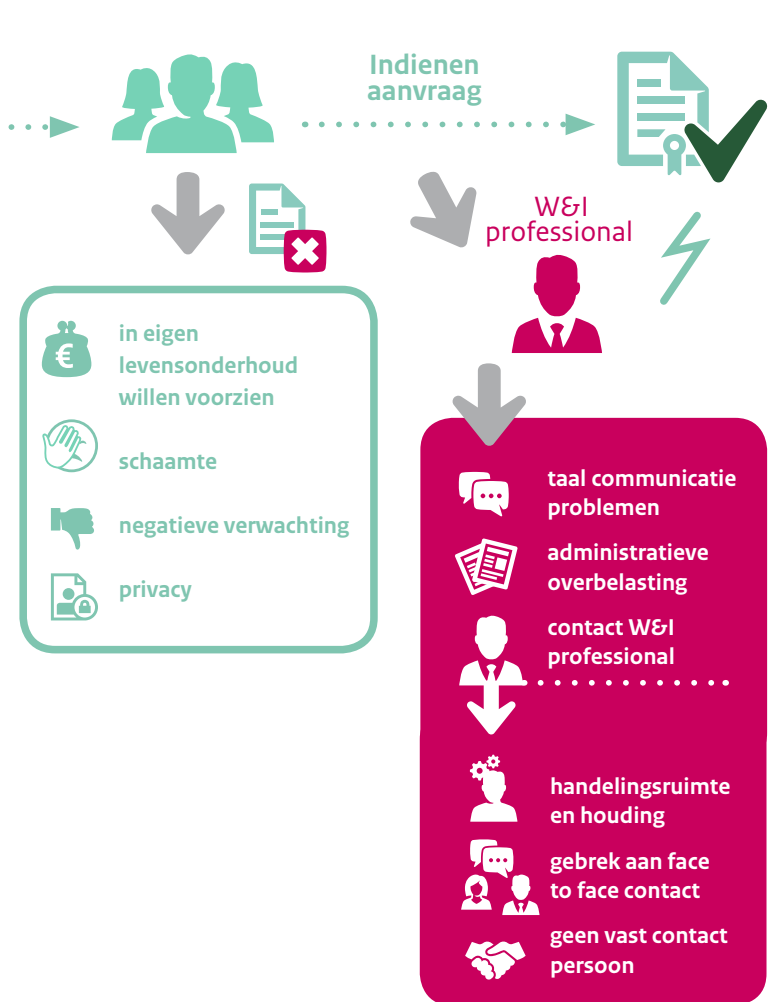 Indienen
aanvraag
W&I
professional
€
in eigen
levensonderhoud
willen voorzien
schaamte
negatieve verwachting
privacy
taal communicatie
problemen
administratieve
overbelasting
contact W&I
professional
handelingsruimte
en houding
gebrek aan face
to face contact
geen vast contact
persoon